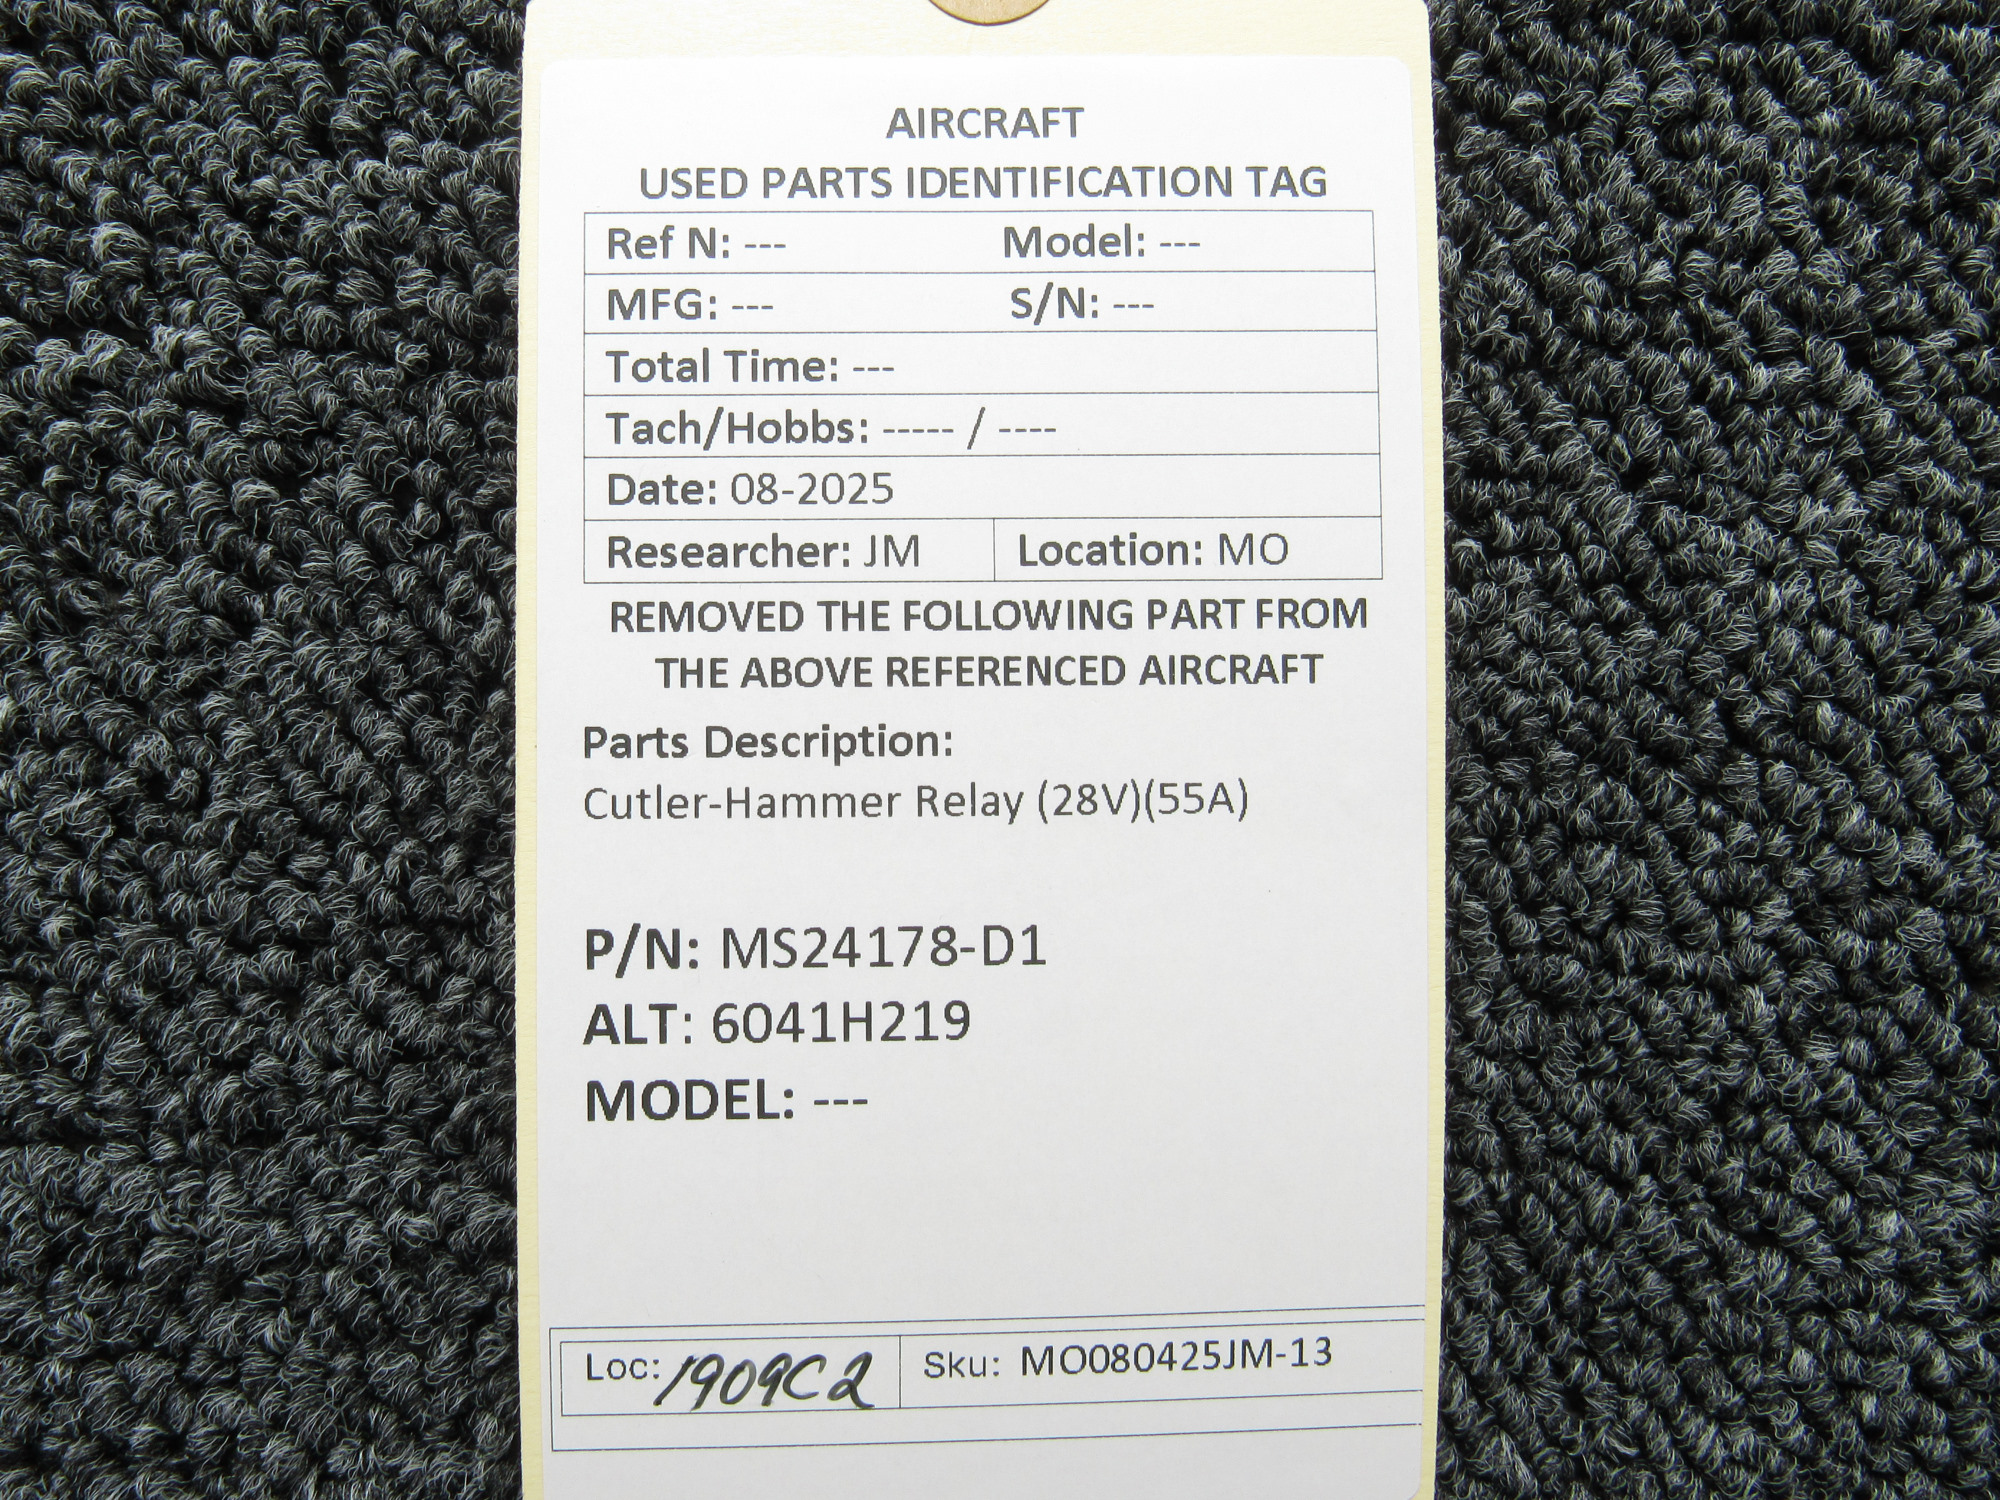 AIRCRAFT
USED PARTS IDENTIFICATION TAG
Ref N: --- Model: ---
MFG: --- S/N: ---
Total Time: ---
Tach/Hobbs: ----- / ----
Date: 08-2025
Researcher: JM Location: MO
REMOVED THE FOLLOWING PART FROM
THE ABOVE REFERENCED AIRCRAFT
Parts Description:
Cutler-Hammer Relay (28V)(55A)
P/N: MS24178-D1
ALT: 6041H219
MODEL: ---
Loc: 1909C2 Sku: MO080425JM-13